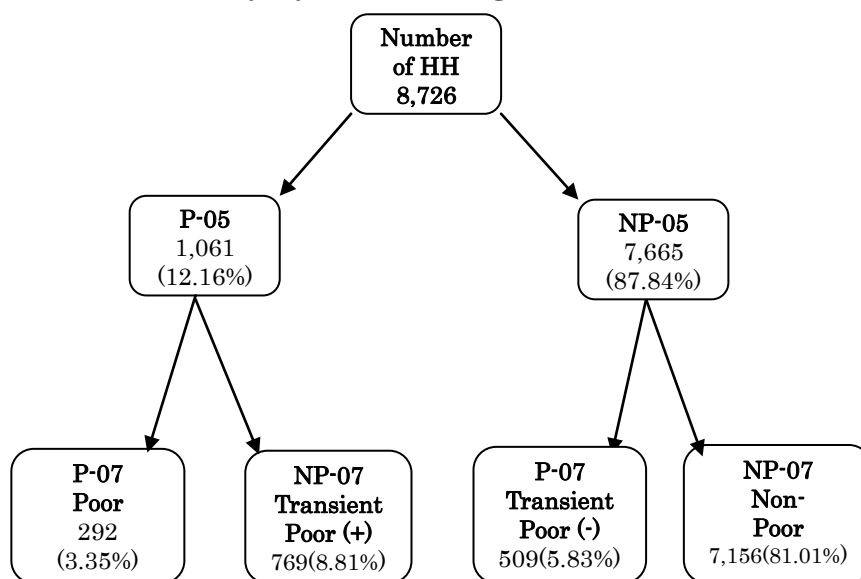 Number
of HH
8,726
P-05
1,061
(12.16%)
NP-05
7,665
(87.84%)
P-07
Poor
292
(3.35%)
NP-07
Transient
Poor (+)
769(8.81%)
P-07
Transient
Poor (-)
509(5.83%)
NP-07
Non-
Poor
7,156(81.01%)